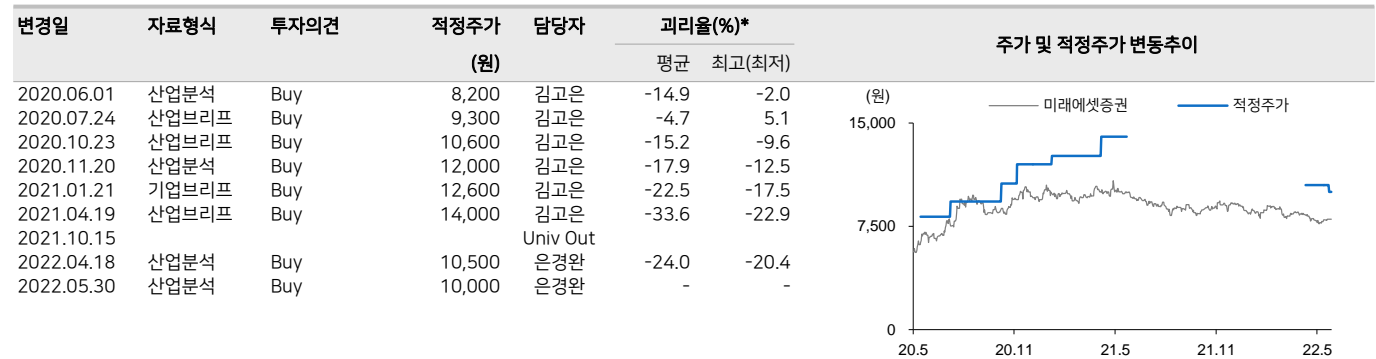 변경일 자료형식 투자의견 적정주가 담당자 괴리율(%)* 주가 및 적정주가 변동추이
(원) 평균 최고(최저)
2020.06.01 산업분석 Buy 8,200 김고은 -14.9 -2.0
2020.07.24 산업브리프 Buy 9,300 김고은 -4.7 5.1
2020.10.23 산업브리프 Buy 10,600 김고은 -15.2 -9.6
2020.11.20 산업분석 Buy 12,000 김고은 -17.9 -12.5
2021.01.21 기업브리프 Buy 12,600 김고은 -22.5 -17.5
2021.04.19 산업브리프 Buy 14,000 김고은 -33.6 -22.9
2021.10.15 Univ Out
2022.04.18 산업분석 Buy 10,500 은경완 -24.0 -20.4
2022.05.30 산업분석 Buy 10,000 은경완 - -
(원) 미래에셋증권 적정주가
15,000
7,500
0
20.5 20.11 21.5 21.11 22.5